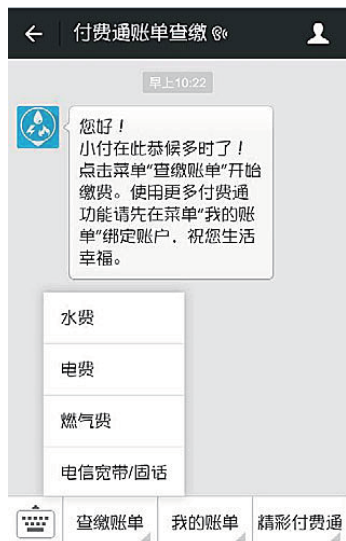 付费通账单查缴
早上10:22
您好！
小付在此恭候多时了！
点击菜单“查缴账单”开始
缴费。使用更多付费通
功能请先在菜单“我的账
单”绑定账户，祝您生活
幸福。
水费
电费
燃气费
电信宽带/固话
查缴账单 我的账单 精彩付费通